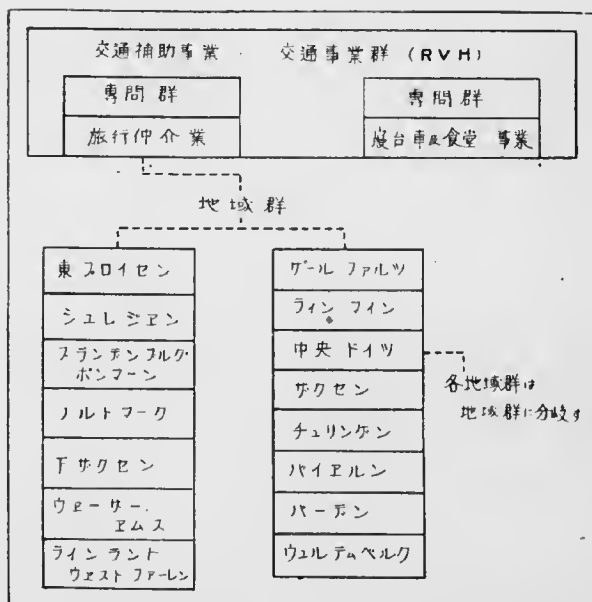 交通補助事業 交通事業群 (RVH)
専問群
旅行仲介業
専問群
寝台車及食堂 事業
地域群
東プロイセン
シュレジエン
ブランデンブルグ
ポンマーン
ノルトマーク
下ザクセン
ウェーザー.
エムス
ラインラント
ウェストファーレン
ザールファルツ
ラインマイン
中央ドイツ
ザクセン
チュリンゲン
バイエルン
バーデン
ウュルテムベルク
各地域群は
地域群に分岐す